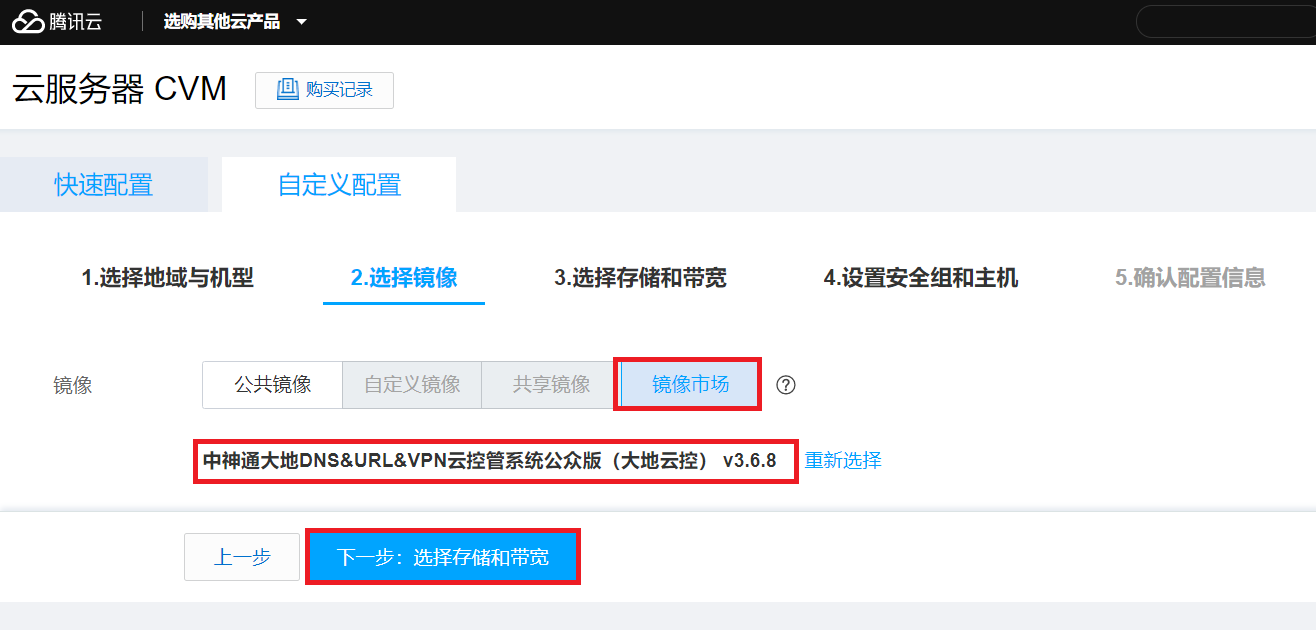 腾讯云 选购其他云产品
云服务器 CVM 购买记录
快速配置 自定义配置
1.选择地域与机型 2.选择镜像 3.选择存储和带宽 4.设置安全组和主机 5.确认配置信息
镜像 公共镜像 自定义镜像 共享镜像 镜像市场 ?
中神通大地DNS&URL&VPN云控管系统公众版（大地云控） v3.6.8 重新选择
上一步 下一步：选择存储和带宽